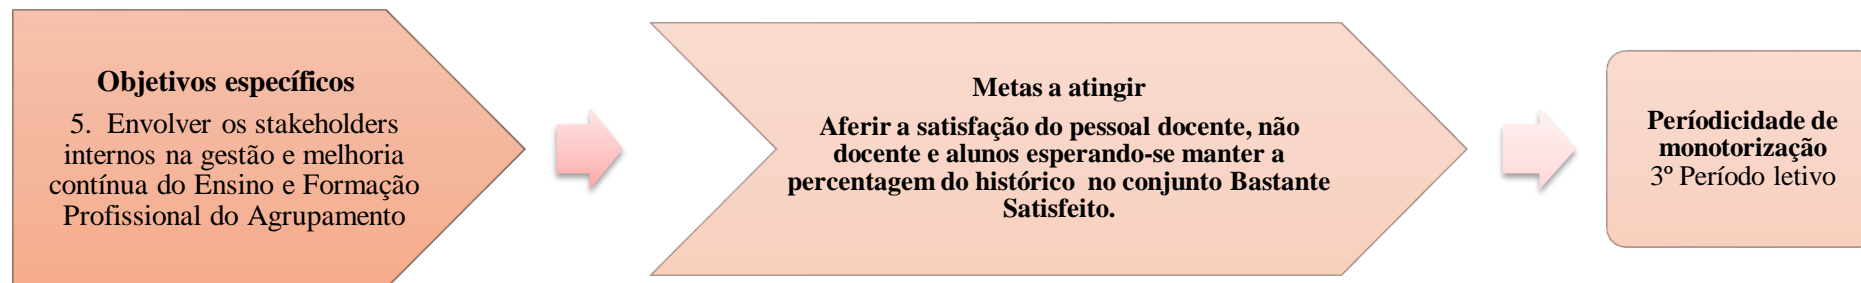 Objetivos específicos
5. Envolver os stakeholders
internos na gestão e melhoria
contínua do Ensino e Formação
Profissional do Agrupamento
Metas a atingir
Aferir a satisfação do pessoal docente, não
docente e alunos esperando-se manter a
percentagem do histórico no conjunto Bastante
Satisfeito.
Períodicidade de
monotorização
3º Período letivo